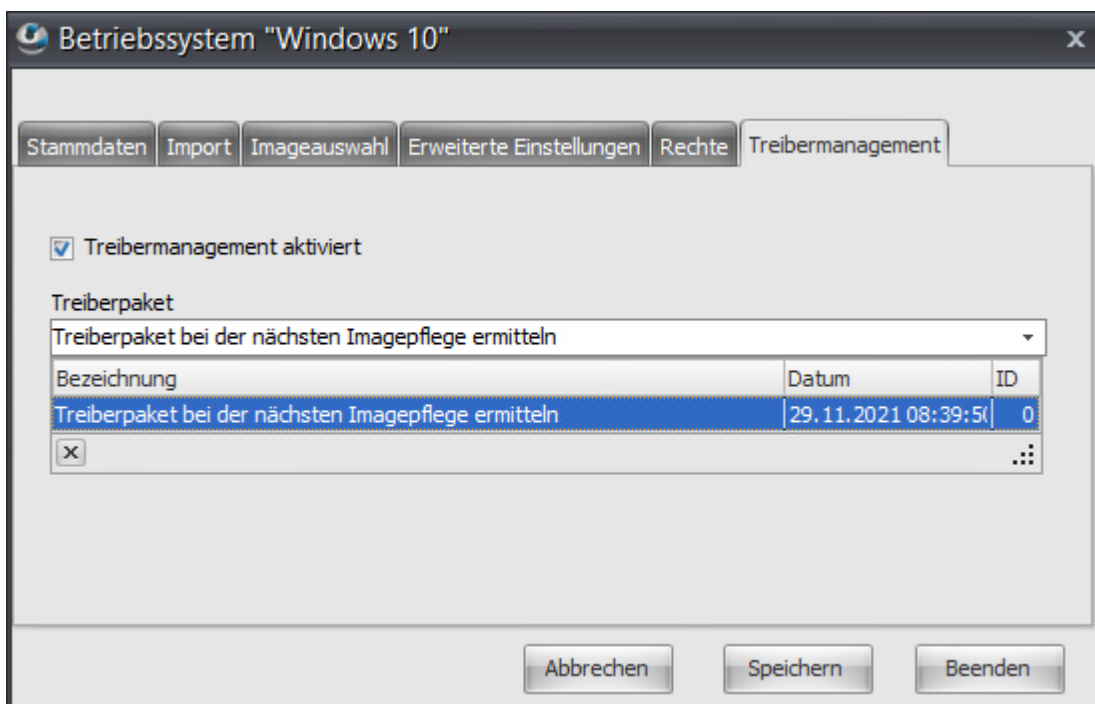 Betriebssystem "Windows 10"
Stammdaten Import Imageauswahl Erweiterte Einstellungen Rechte Treibermanagement
Treibermanagement aktiviert
Treiberpaket
Treiberpaket bei der nächsten Imagepflege ermitteln
Bezeichnung Datum ID
Treiberpaket bei der nächsten Imagepflege ermitteln 29.11.2021 08:39:50 0
Abbrechen Speichern Beenden